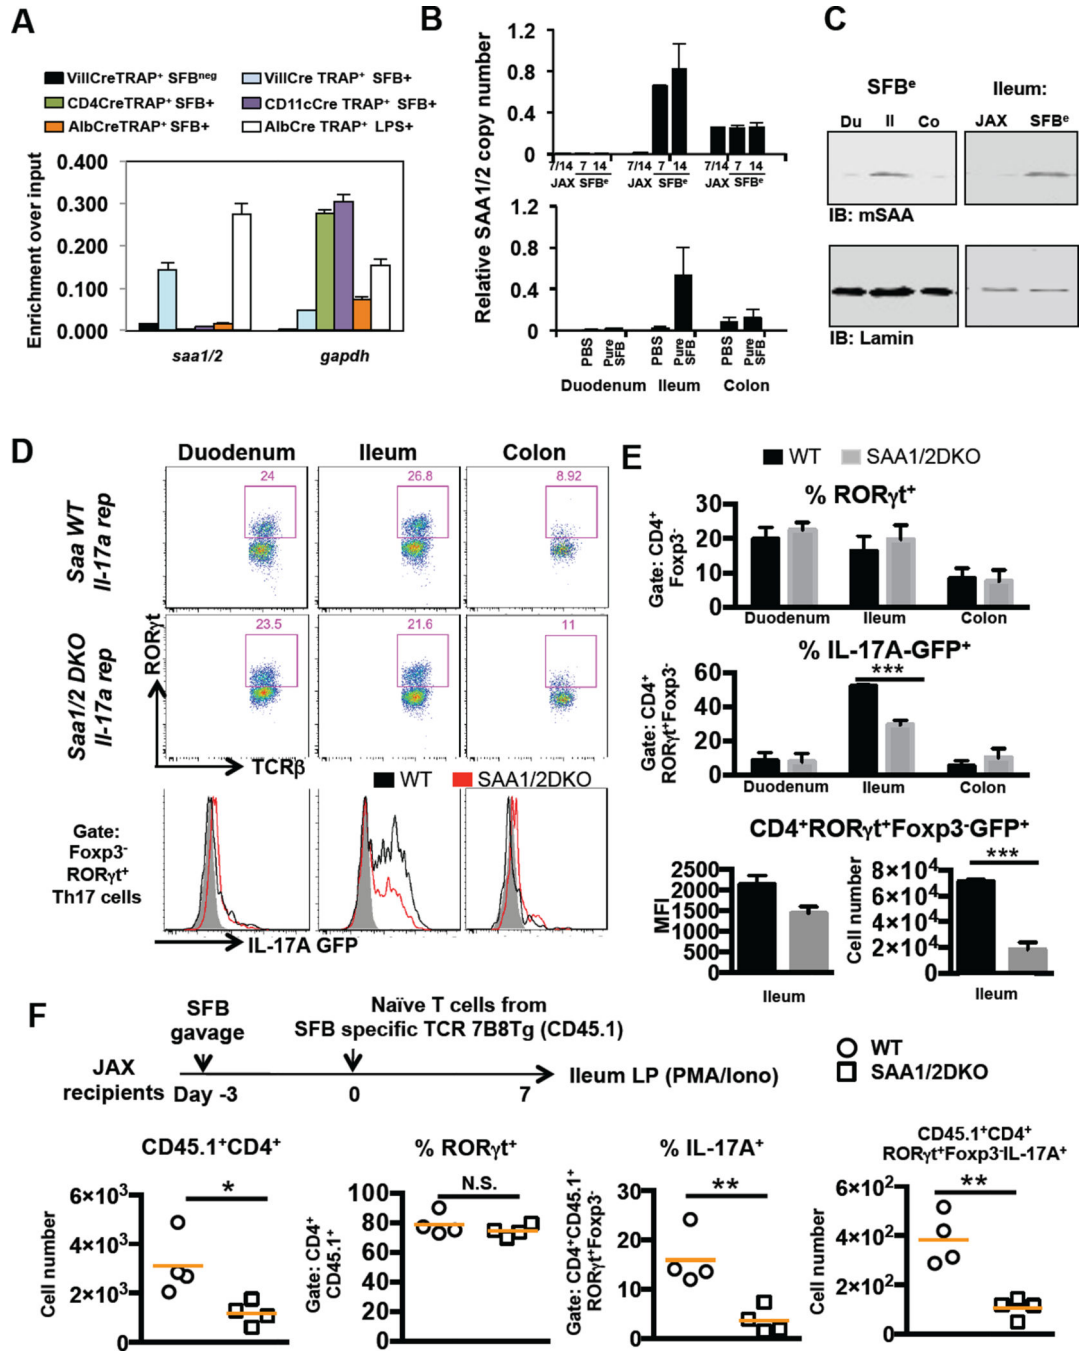 A
VillCreTRAP⁺ SFBⁿᵉᵍ
VillCre TRAP⁺ SFB+
CD4CreTRAP⁺ SFB+
CD11cCre TRAP⁺ SFB+
AlbCreTRAP⁺ SFB+
AlbCre TRAP⁺ LPS+
Enrichment over input
0.400
0.300
0.200
0.100
0.000
saa1/2
gapdh
B
Relative SAA1/2 copy number
1.2
0.8
0.4
0
7/14 7 14 7/14 7 14 7/14 7 14
JAX SFBᵉ JAX SFBᵉ JAX SFBᵉ
1.2
0.8
0.4
0
PBS Pure SFB PBS Pure SFB PBS Pure SFB
Duodenum Ileum Colon
C
SFBᵉ
Ileum:
Du Il Co
JAX SFBᵉ
IB: mSAA
IB: Lamin
D
Duodenum Ileum Colon
Saa WT
Il-17a rep
24
26.8
8.92
Saa1/2 DKO
Il-17a rep
23.5
21.6
11
RORγt
TCRβ
WT SAA1/2DKO
Gate:
Foxp3⁻
RORγt⁺
Th17 cells
IL-17A GFP
E
WT SAA1/2DKO
% RORγt⁺
Gate: CD4⁺
Foxp3⁻
30
20
10
0
Duodenum Ileum Colon
% IL-17A-GFP⁺
Gate: CD4⁺
RORγt⁺Foxp3⁻
60
40
20
0
***
Duodenum Ileum Colon
CD4⁺RORγt⁺Foxp3⁻GFP⁺
MFI
2500
2000
1500
1000
500
0
Ileum
Cell number
8×10⁴
6×10⁴
4×10⁴
2×10⁴
0
***
Ileum
F
SFB
gavage
Naïve T cells from
SFB specific TCR 7B8Tg (CD45.1)
JAX
recipients
Day -3
0
7
Ileum LP (PMA/Iono)
WT
SAA1/2DKO
CD45.1⁺CD4⁺
Cell number
6×10³
4×10³
2×10³
0
*
% RORγt⁺
Gate: CD4⁺
CD45.1⁺
100
80
60
40
20
0
N.S.
% IL-17A⁺
Gate: CD4⁺CD45.1⁺
RORγt⁺Foxp3⁻
30
20
10
0
**
CD45.1⁺CD4⁺
RORγt⁺Foxp3⁻IL-17A⁺
Cell number
6×10²
4×10²
2×10²
0
**